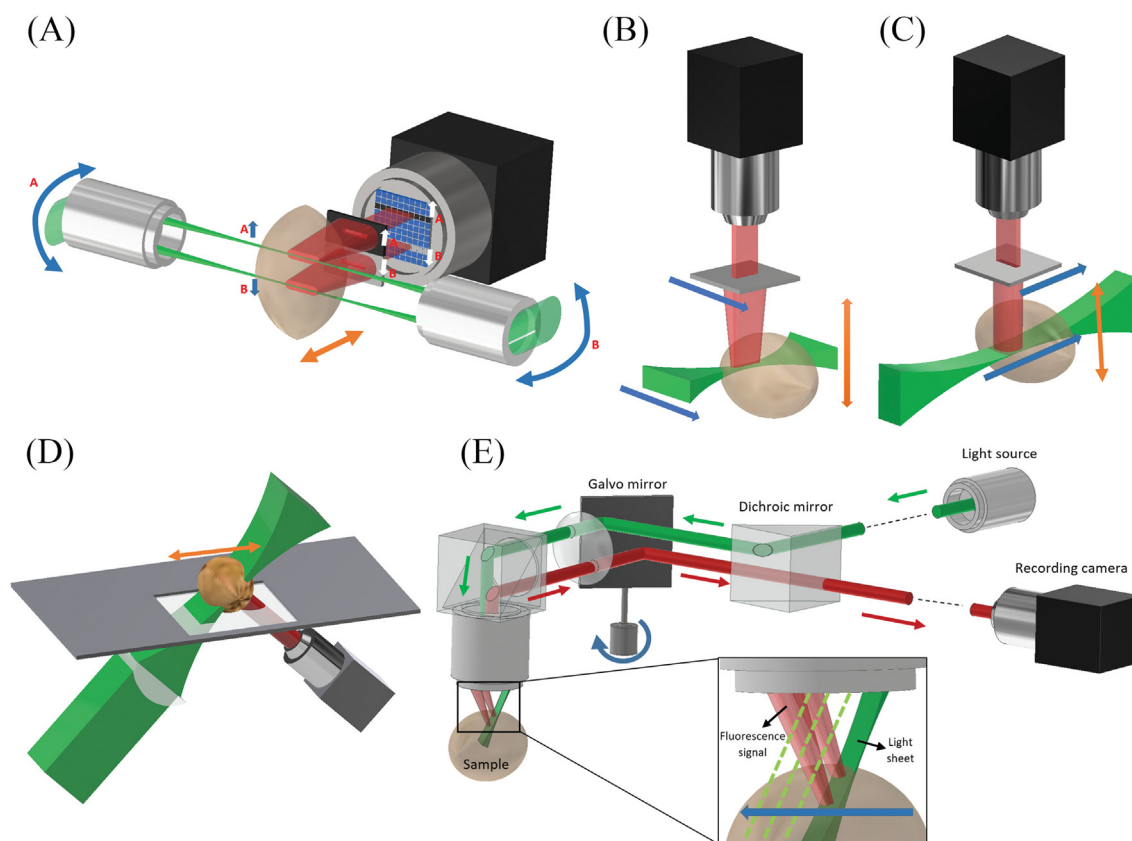 (A)
A
A
B
A
B
A
B
B
(B)
(C)
(D)
(E)
Galvo mirror
Dichroic mirror
Light source
Recording camera
Sample
Fluorescence
signal
Light
sheet